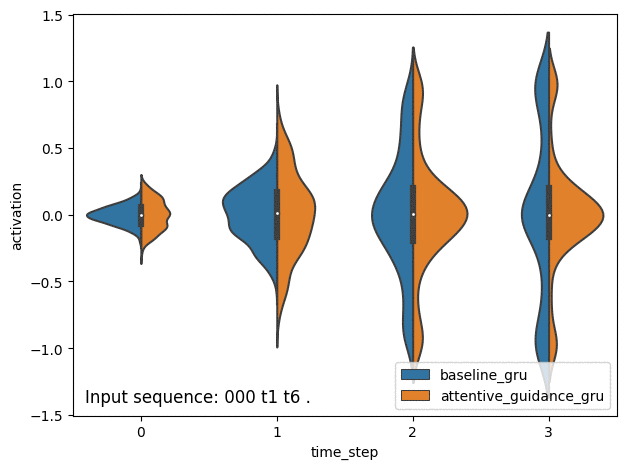 1.5
1.0
0.5
0.0
−0.5
−1.0
−1.5
activation
0
1
2
3
time_step
Input sequence: 000 t1 t6 .
baseline_gru
attentive_guidance_gru